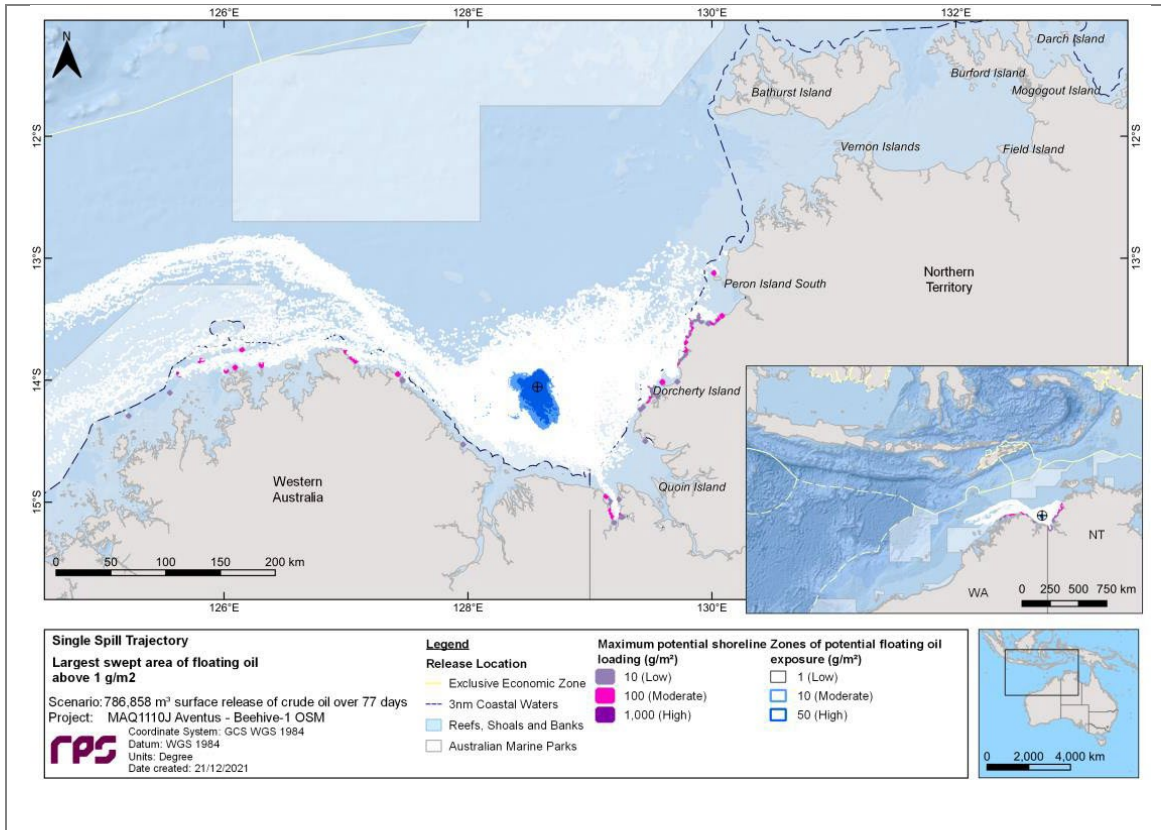 126°E
128°E
130°E
132°E
N
Darch Island
Burford Island
Mogogout Island
Bathurst Island
12°S
12°S
Vernon Islands
Field Island
13°S
13°S
Northern
Territory
Peron Island South
14°S
Dorcherty Island
Western
Australia
Quoin Island
15°S
NT
WA
0 50 100 150 200 km
0 250 500 750 km
126°E
128°E
130°E
Single Spill Trajectory
Largest swept area of floating oil
above 1 g/m2
Scenario: 786,858 m³ surface release of crude oil over 77 days
Project: MAQ1110J Aventus - Beehive-1 OSM
rps
Coordinate System: GCS WGS 1984
Datum: WGS 1984
Units: Degree
Date created: 21/12/2021
Legend
Release Location
Exclusive Economic Zone
3nm Coastal Waters
Reefs, Shoals and Banks
Australian Marine Parks
Maximum potential shoreline
loading (g/m²)
10 (Low)
100 (Moderate)
1,000 (High)
Zones of potential floating oil
exposure (g/m²)
1 (Low)
10 (Moderate)
50 (High)
0 2,000 4,000 km